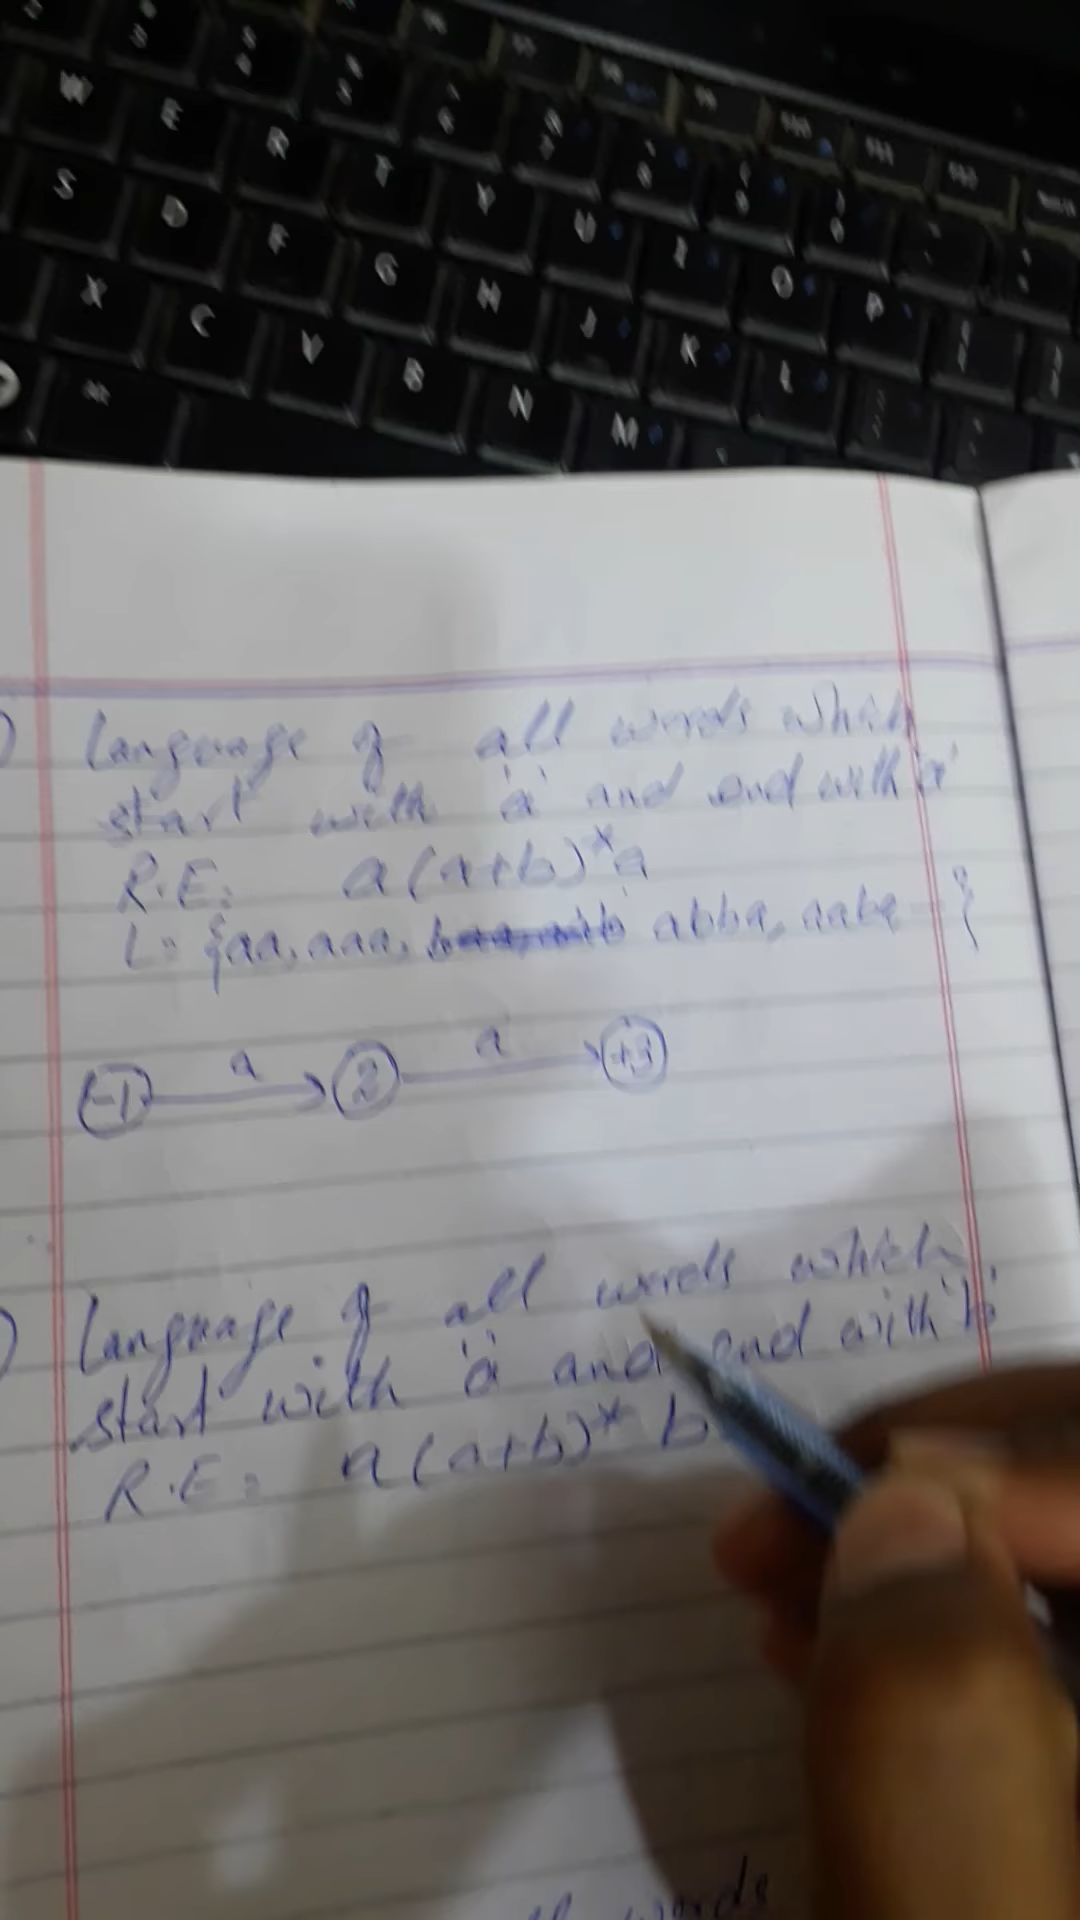 W E R T Y U I O P
S D F G H J K L
X C V B N M
Language of all words which
start with 'a' and end with 'a'
R.E: a(a+b)*a
L= {aa, aaa, abba, aaba - }
a a
-1 2 +3
Language of all words which
start with 'a' and end with 'b'
R.E: a(a+b)* b
words